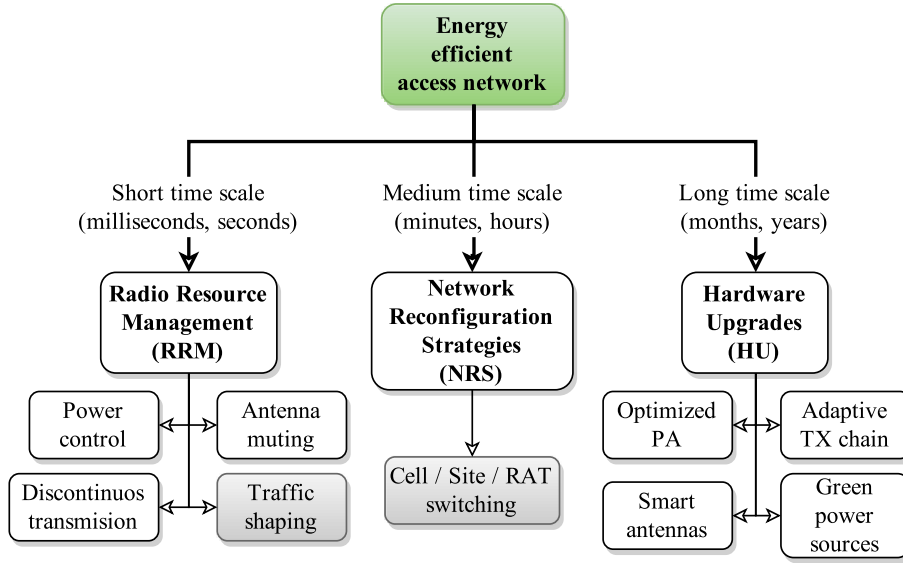 Energy
efficient
access network
Short time scale
(milliseconds, seconds)
Medium time scale
(minutes, hours)
Long time scale
(months, years)
Radio Resource
Management
(RRM)
Network
Reconfiguration
Strategies
(NRS)
Hardware
Upgrades
(HU)
Power
control
Antenna
muting
Discontinuos
transmision
Traffic
shaping
Cell / Site / RAT
switching
Optimized
PA
Adaptive
TX chain
Smart
antennas
Green
power
sources